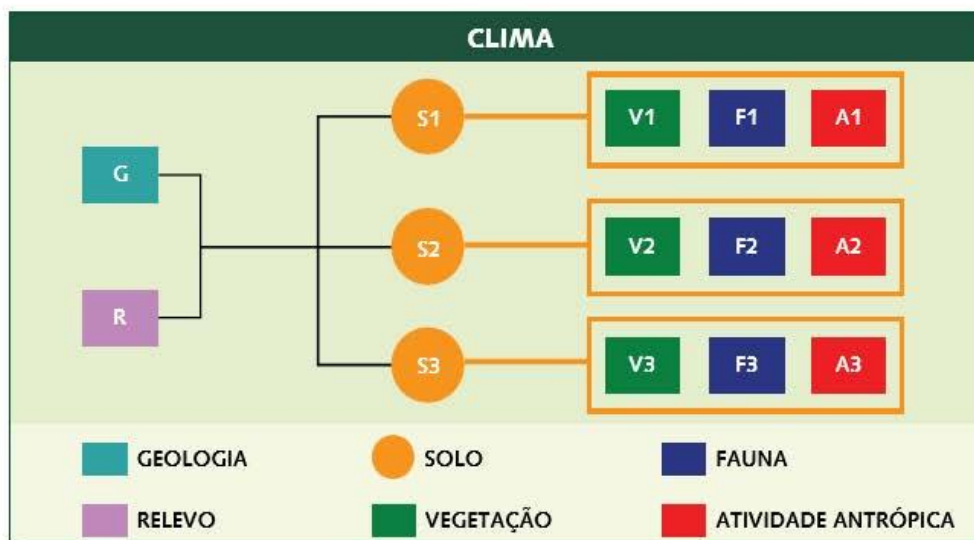 CLIMA
S1 V1 F1 A1
G
S2 V2 F2 A2
R
S3 V3 F3 A3
GEOLOGIA SOLO FAUNA
RELEVO VEGETAÇÃO ATIVIDADE ANTRÓPICA